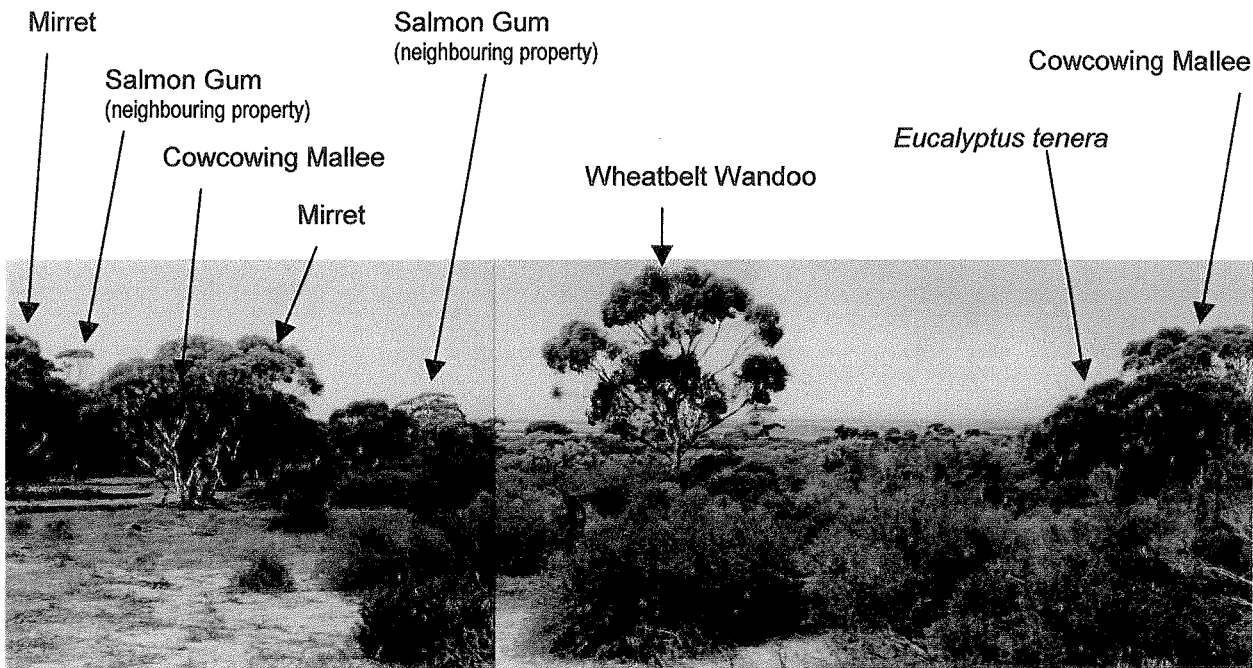 Mirret
Salmon Gum
(neighbouring property)
Cowcowing Mallee
Mirret
Salmon Gum
(neighbouring property)
Wheatbelt Wandoo
Eucalyptus tenera
Cowcowing Mallee